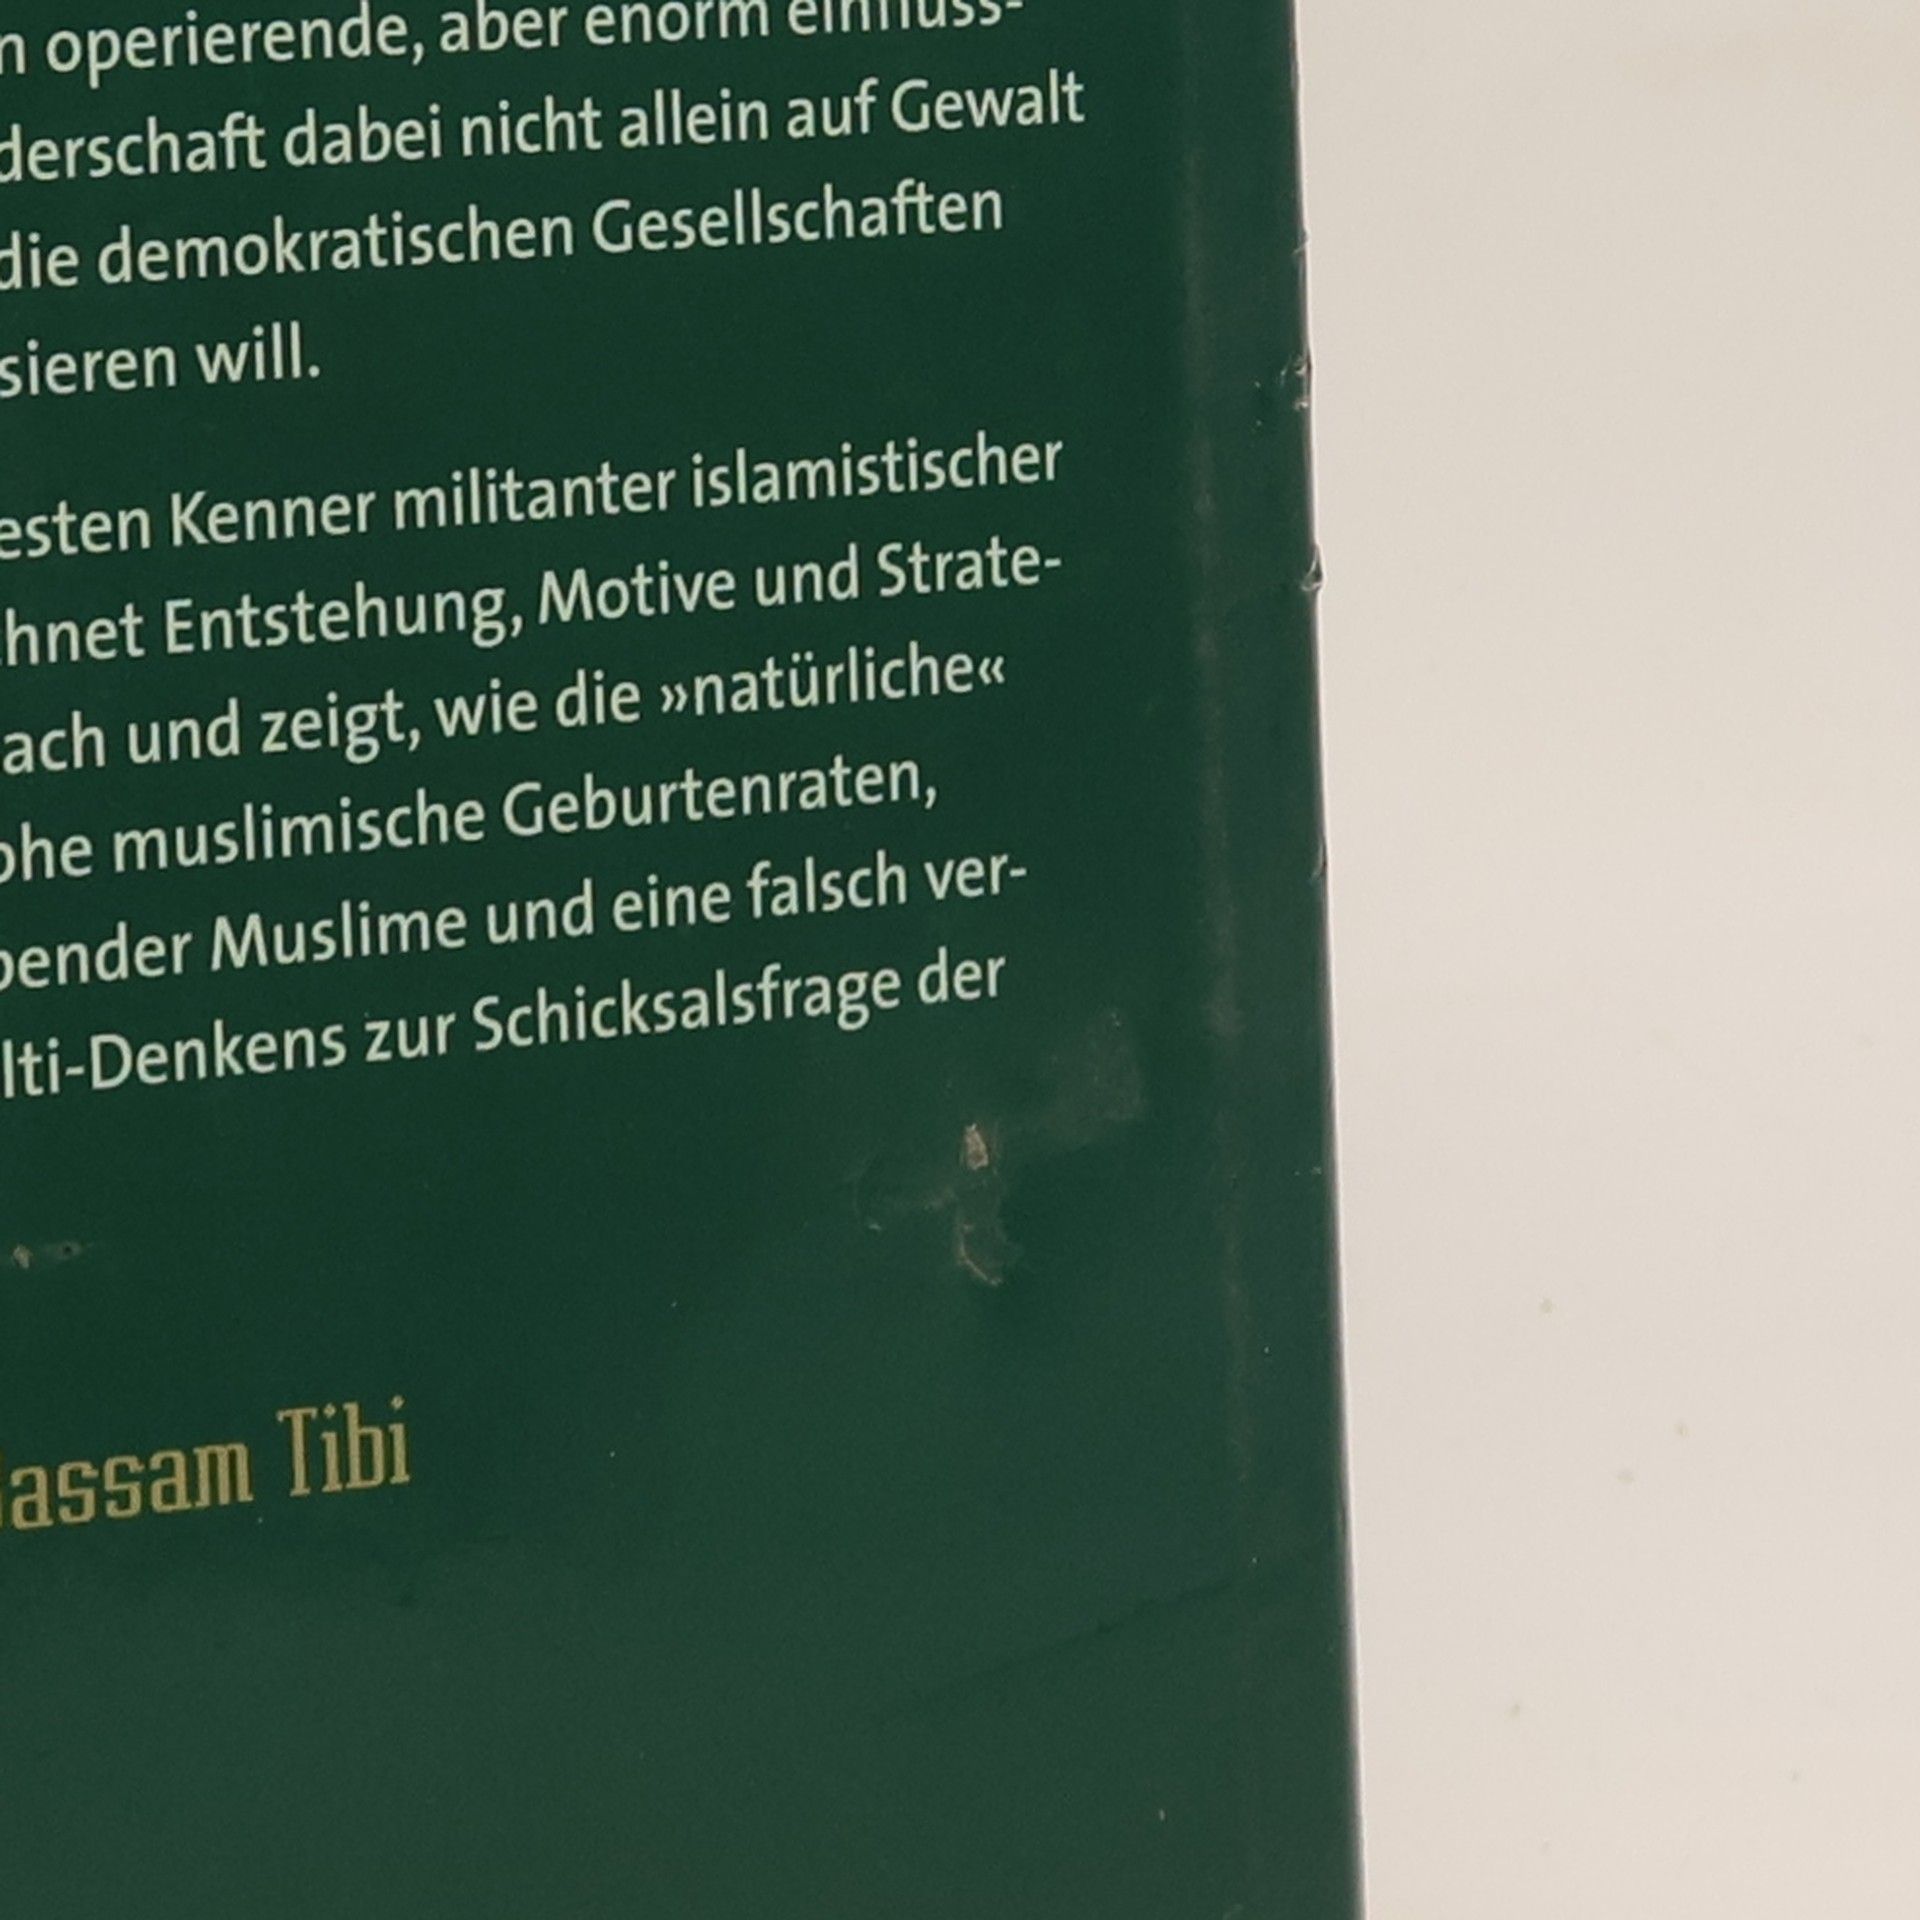 n operierende, aber enorm einfluss-
derschaft dabei nicht allein auf Gewalt
die demokratischen Gesellschaften
sieren will.
esten Kenner militanter islamistischer
hnet Entstehung, Motive und Strate-
ach und zeigt, wie die »natürliche«
ohe muslimische Geburtenraten,
bender Muslime und eine falsch ver-
lti-Denkens zur Schicksalsfrage der
assam Tibi